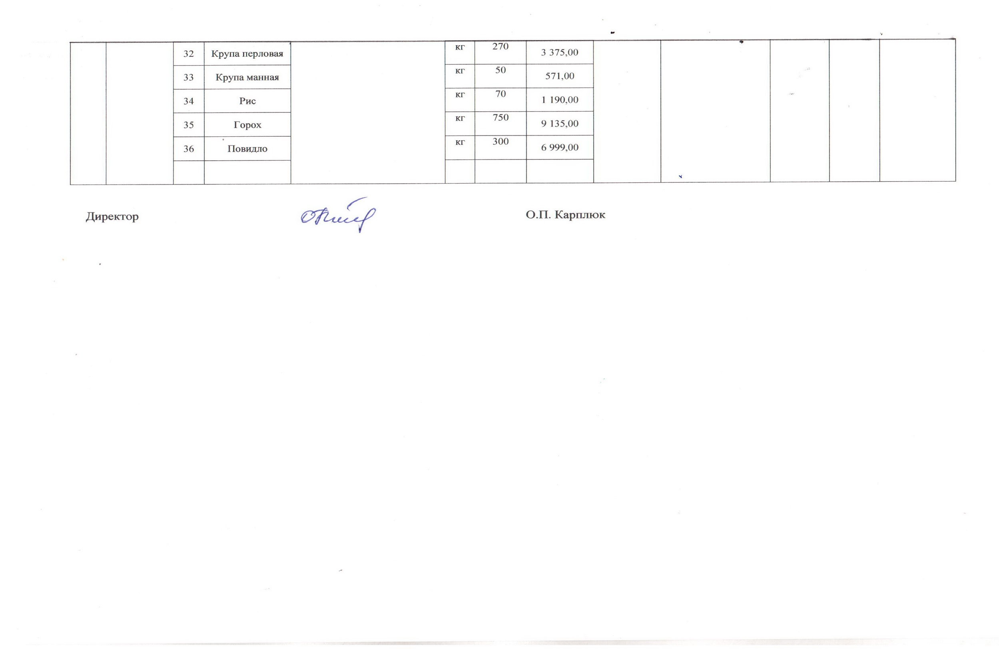 32 Крупа перловая кг 270 3 375,00
33 Крупа манная кг 50 571,00
34 Рис кг 70 1 190,00
35 Горох кг 750 9 135,00
36 Повидло кг 300 6 999,00
Директор О.П. Карплюк